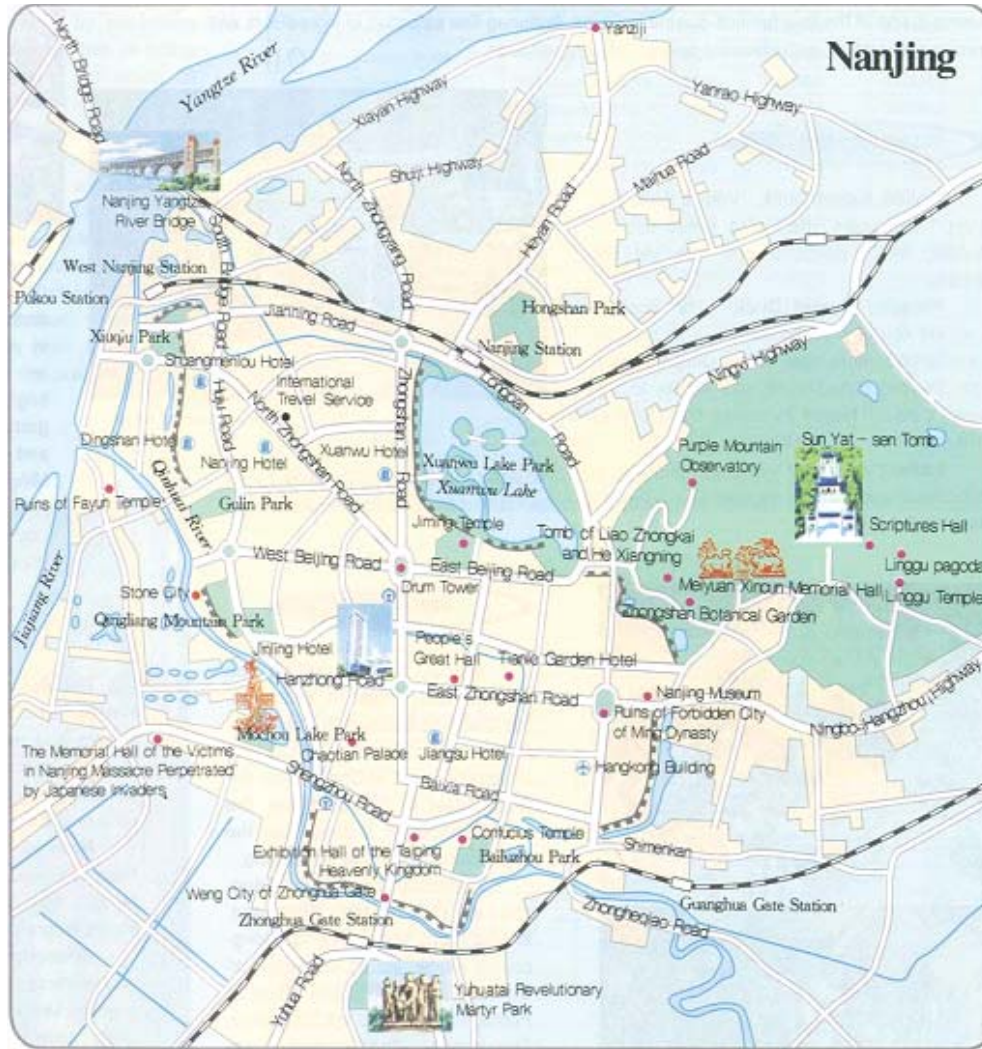 Nanjing
Yanziji
North Bridge Road
Yangtze River
Xiayan Highway
Yanrao Highway
Shuiji Highway
Maihua Road
Nanjing Yangtze
River Bridge
North Zhongyang Road
Heyan Road
South Bridge Road
West Nanjing Station
Pukou Station
Jianning Road
Hongshan Park
Nanjing Station
Ningxi Highway
Shuangmenlou Hotel
International
Trevel Service
Longpan
Road
Zhongshan Road
North Zhongshan Road
Huju Road
Dingshan Hotel
Nanjing Hotel
Xuanwu Hotel
Xuanwu Lake Park
Xuanwu Lake
Purple Mountain
Observatory
Sun Yat-sen Tomb
Ruins of Fayun Temple
Qinhuai River
Gulin Park
Jiming Temple
Tomb of Liao Zhongkai
and He Xiangning
Scriptures Hall
Linggu pagoda
West Beijing Road
East Beijing Road
Drum Tower
Meiyuan Xincun Memorial Hall
Linggu Temple
Stone City
Zhongshan Botanical Garden
Jiajiang River
Qingliang Mountain Park
Jinling Hotel
People's
Great Hall
Tianie Garden Hotel
Hanzhong Road
East Zhongshan Road
Nanjing Museum
Ningbo-Hangzhou Highway
Ruins of Forbidden City
of Ming Dynasty
Mochou Lake Park
Chaotian Palace
Jiangsu Hotel
Hangkong Building
The Memorial Hall of the Victims
in Nanjing Massacre Perpetrated
by Japanese Invaders
Shengzhou Road
Baixia Road
Confucius Temple
Shimenkan
Exhibition Hall of the Taiping
Heavenly Kingdom
Bailuzhou Park
Weng City of Zhonghua Gate
Guanghua Gate Station
Zhonghua Gate Station
Zhongheqiao Road
Yuhua Road
Yuhuatai Revelutionary
Martyr Park